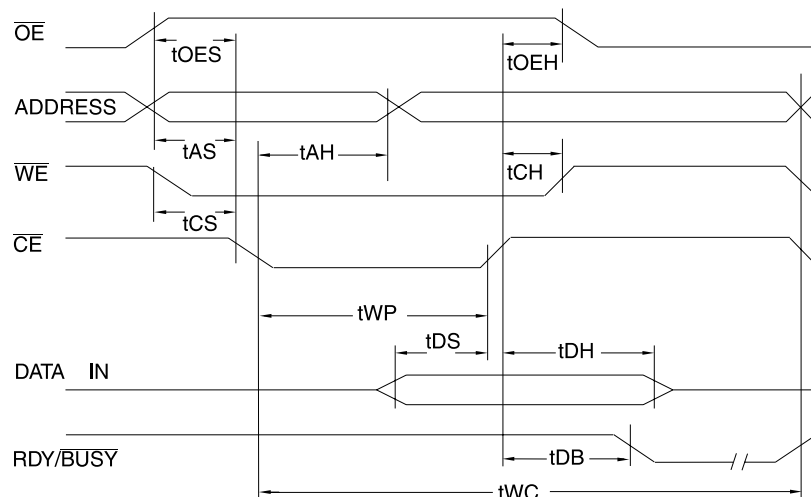 OE
tOES
tOEH
ADDRESS
tAS
tAH
tCH
WE
tCS
CE
tWP
tDS
tDH
DATA IN
RDY/BUSY
tDB
tWC